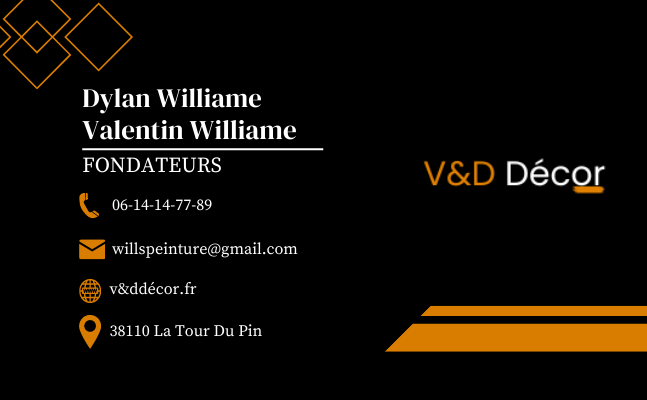 Dylan Williame
Valentin Williame
FONDATEURS
06-14-14-77-89
willspeinture@gmail.com
v&ddécor.fr
38110 La Tour Du Pin
V&D Décor